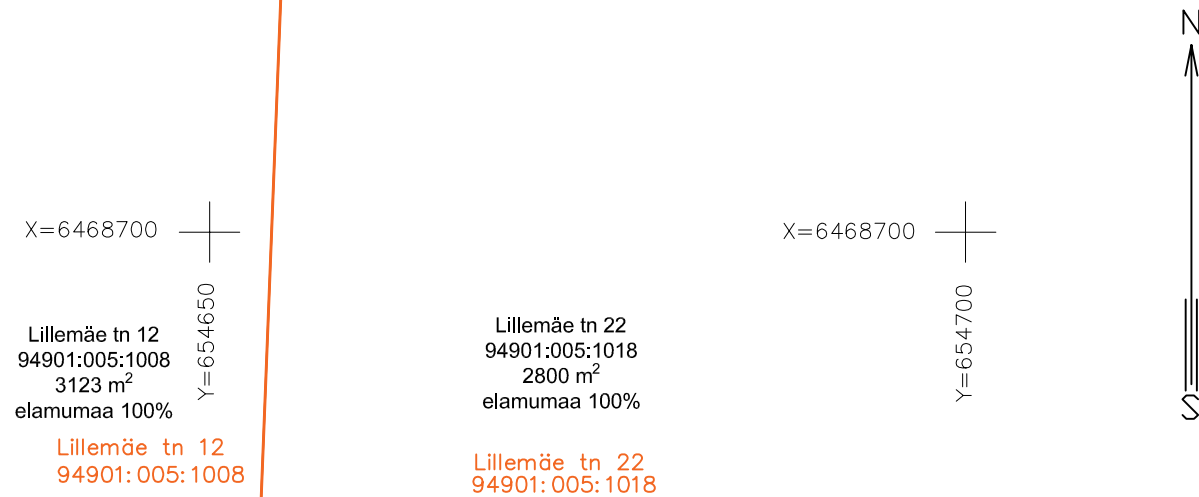 N
X=6468700
Y=654650
X=6468700
Y=654700
Lillemäe tn 12
94901:005:1008
3123 m²
elamumaa 100%
Lillemäe tn 12
94901:005:1008
Lillemäe tn 22
94901:005:1018
2800 m²
elamumaa 100%
Lillemäe tn 22
94901:005:1018
S